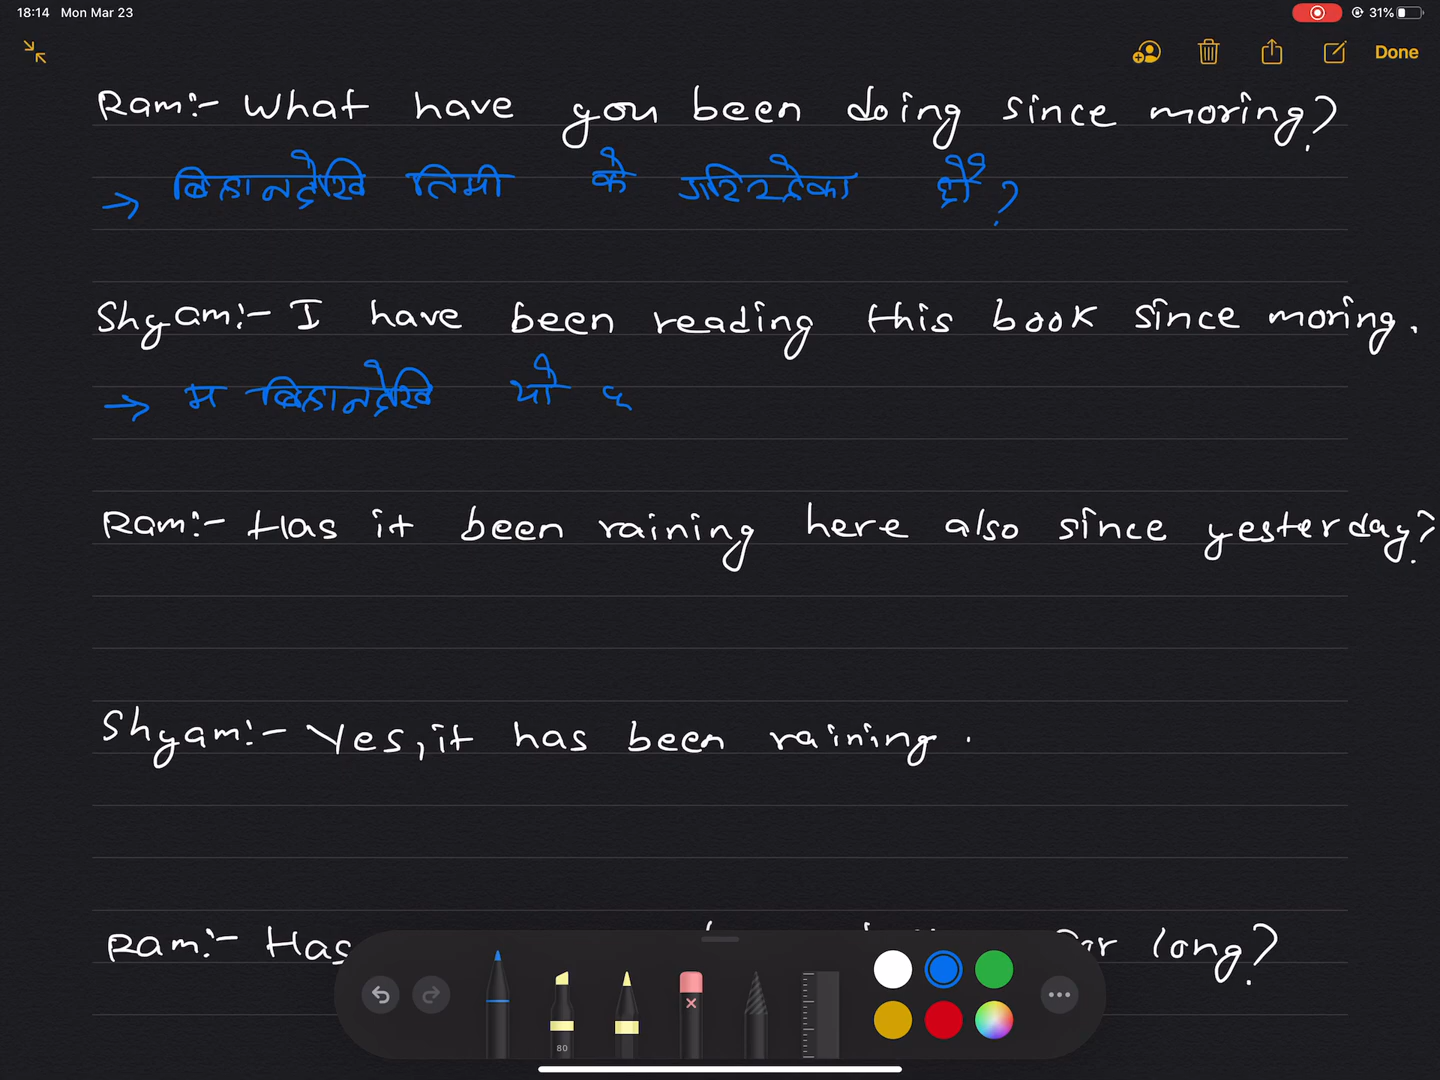 18:14 Mon Mar 23
31%
Done
Ram:- What have you been doing since moring?
→ बिहानदेखि तिमी के गरिरहेका छौ?
Shyam:- I have been reading this book since moring.
→ म बिहानदेखि यो
Ram:- Has it been raining here also since yesterday?
Shyam:- Yes, it has been raining.
Ram:- Has long?
80